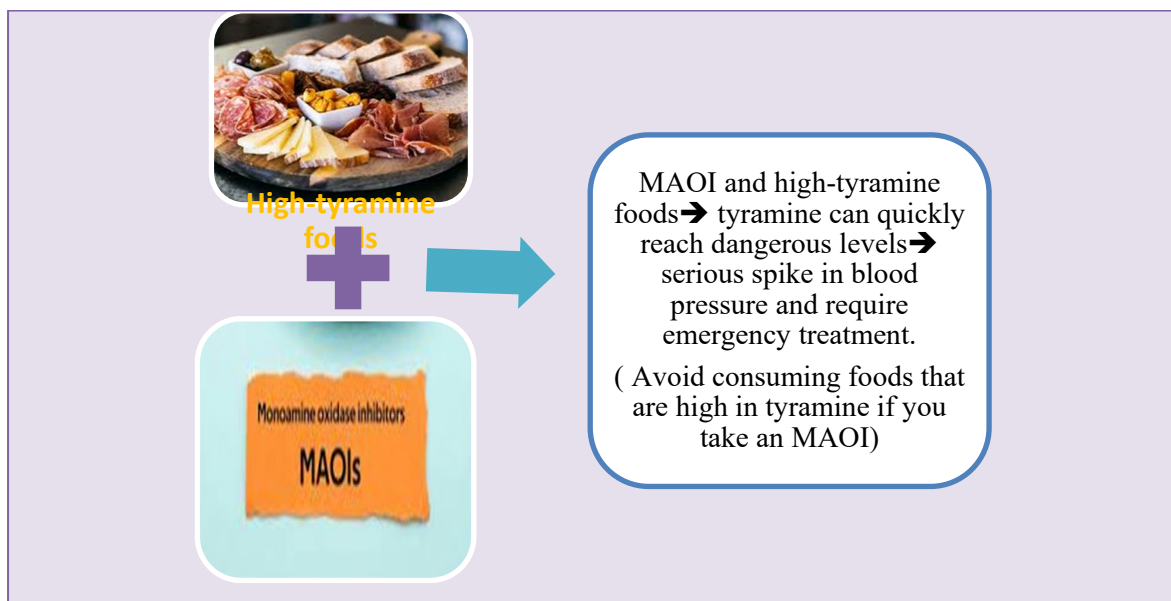 High-tyramine
foods
Monoamine oxidase inhibitors
MAOIs
MAOI and high-tyramine
foods➔ tyramine can quickly
reach dangerous levels➔
serious spike in blood
pressure and require
emergency treatment.
( Avoid consuming foods that
are high in tyramine if you
take an MAOI)